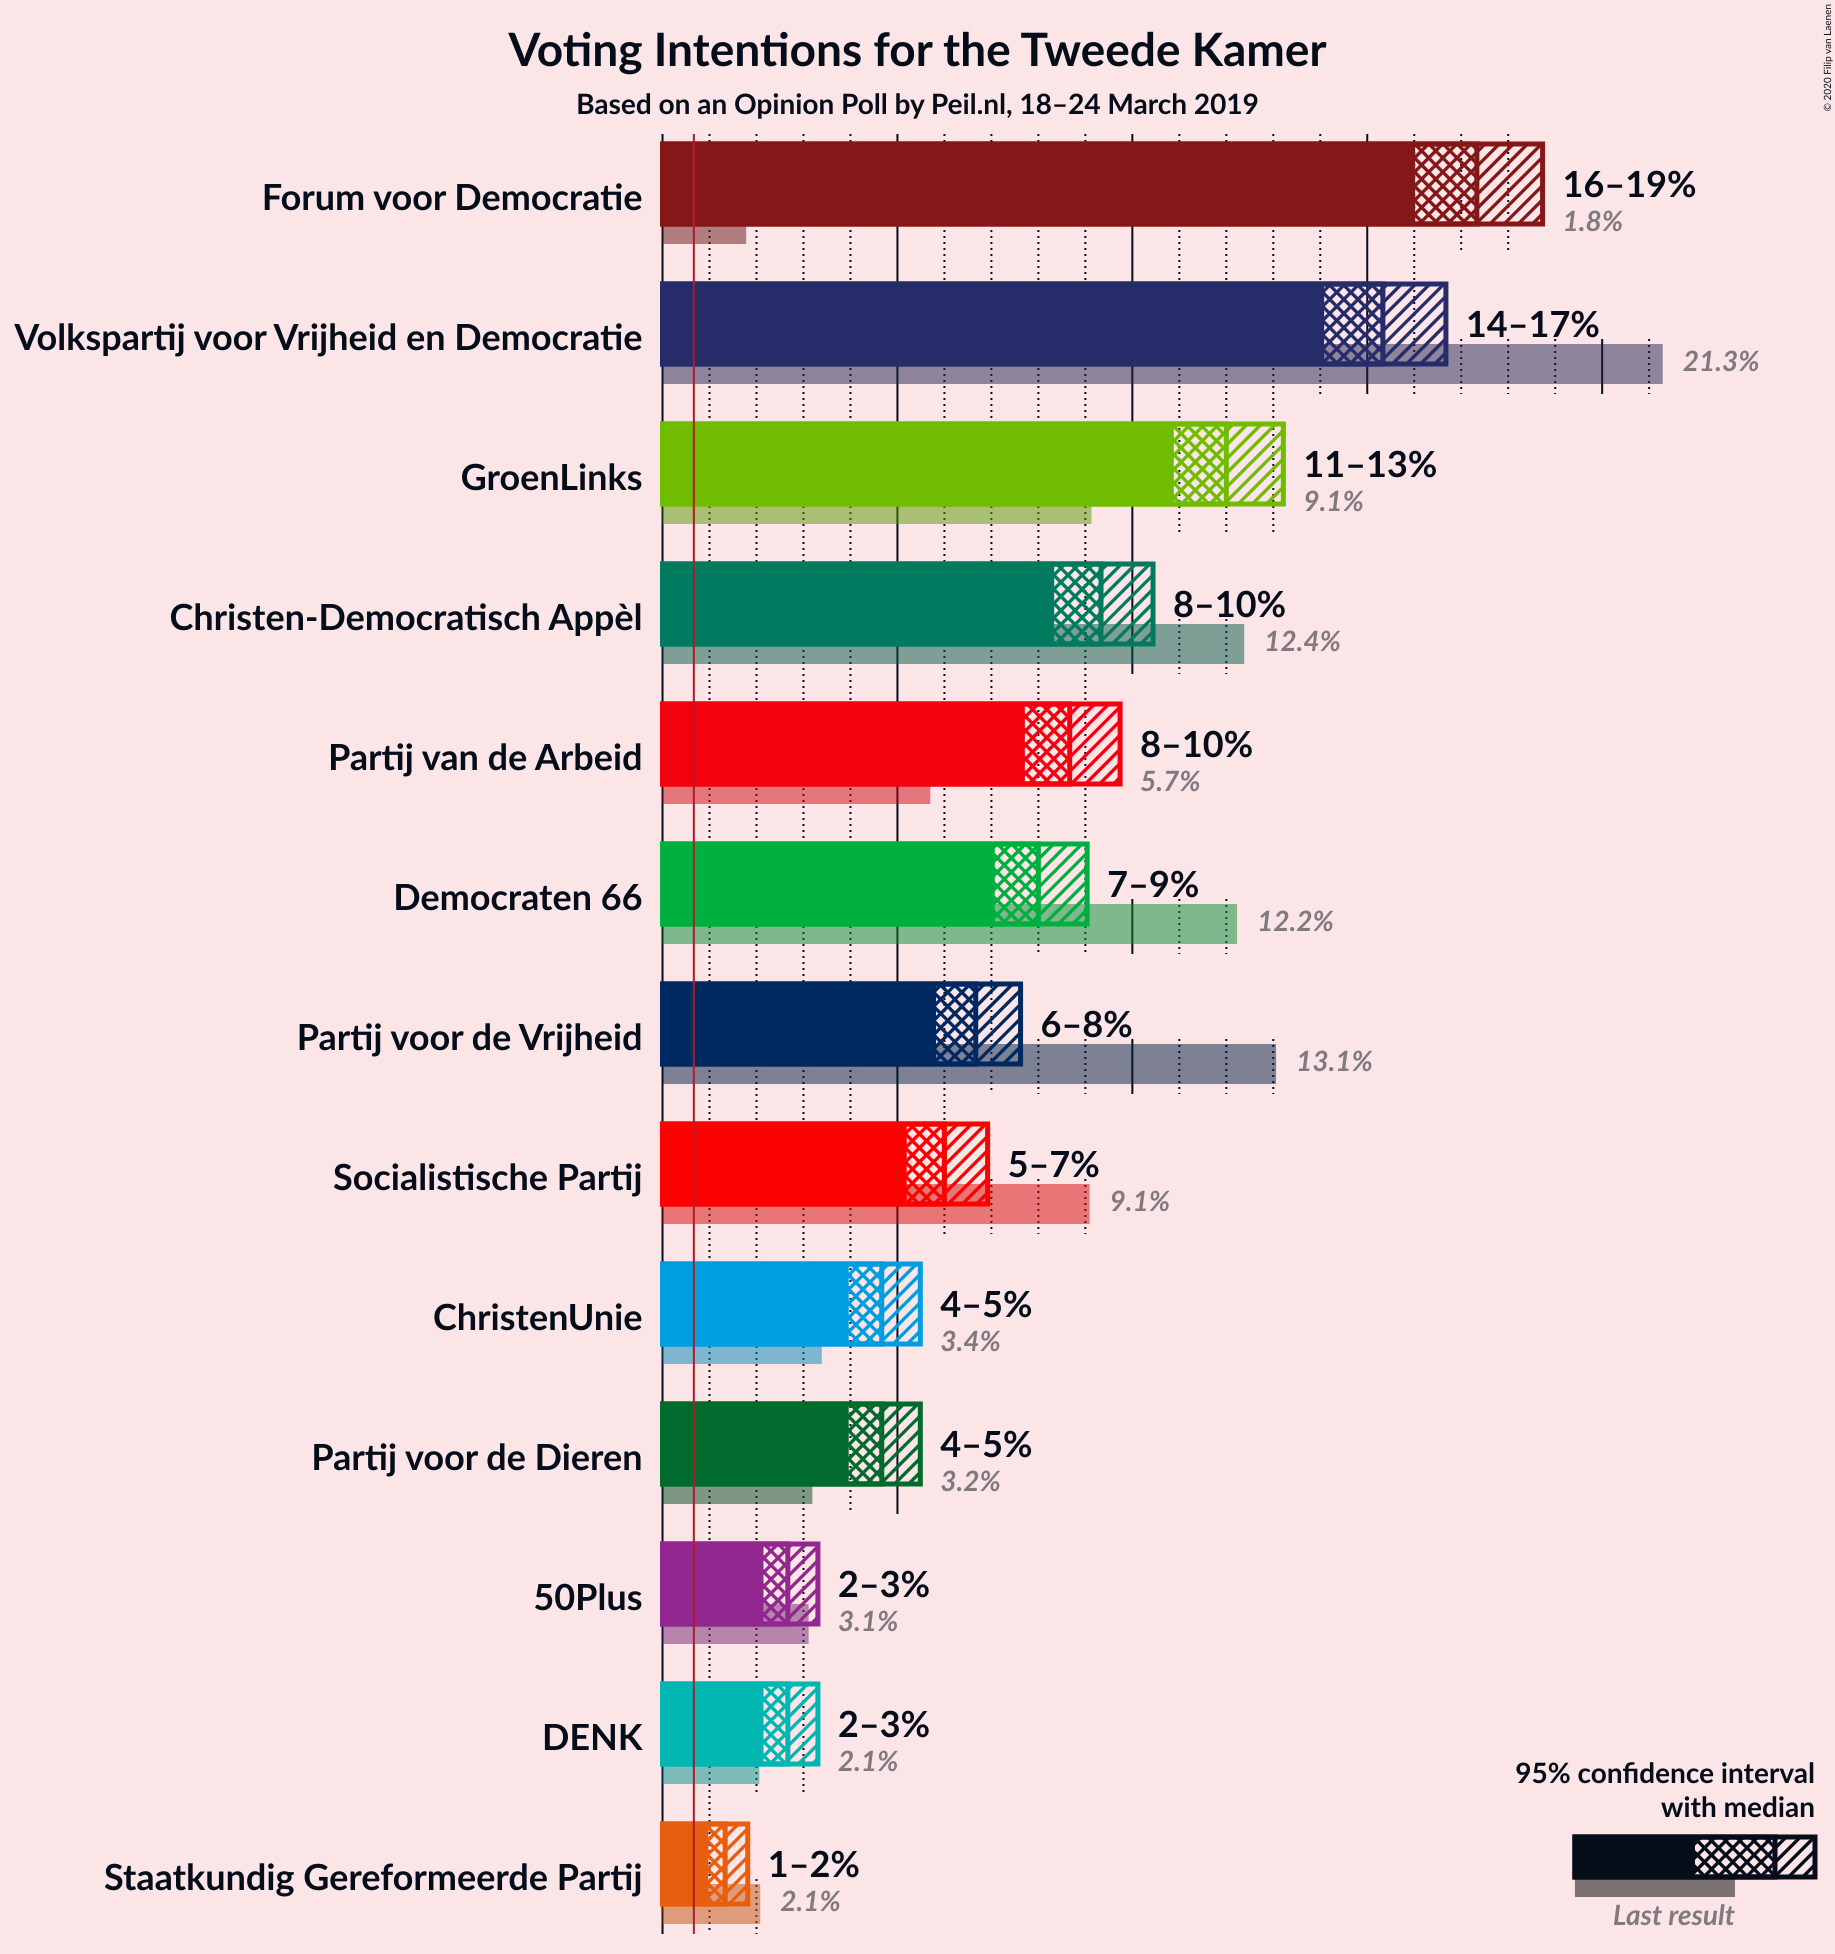 Voting Intentions for the Tweede Kamer
Based on an Opinion Poll by Peil.nl, 18–24 March 2019
© 2020 Filip van Laenen
Forum voor Democratie
16–19%
1.8%
Volkspartij voor Vrijheid en Democratie
14–17%
21.3%
GroenLinks
11–13%
9.1%
Christen-Democratisch Appèl
8–10%
12.4%
Partij van de Arbeid
8–10%
5.7%
Democraten 66
7–9%
12.2%
Partij voor de Vrijheid
6–8%
13.1%
Socialistische Partij
5–7%
9.1%
ChristenUnie
4–5%
3.4%
Partij voor de Dieren
4–5%
3.2%
50Plus
2–3%
3.1%
DENK
2–3%
2.1%
Staatkundig Gereformeerde Partij
1–2%
2.1%
95% confidence interval
with median
Last result